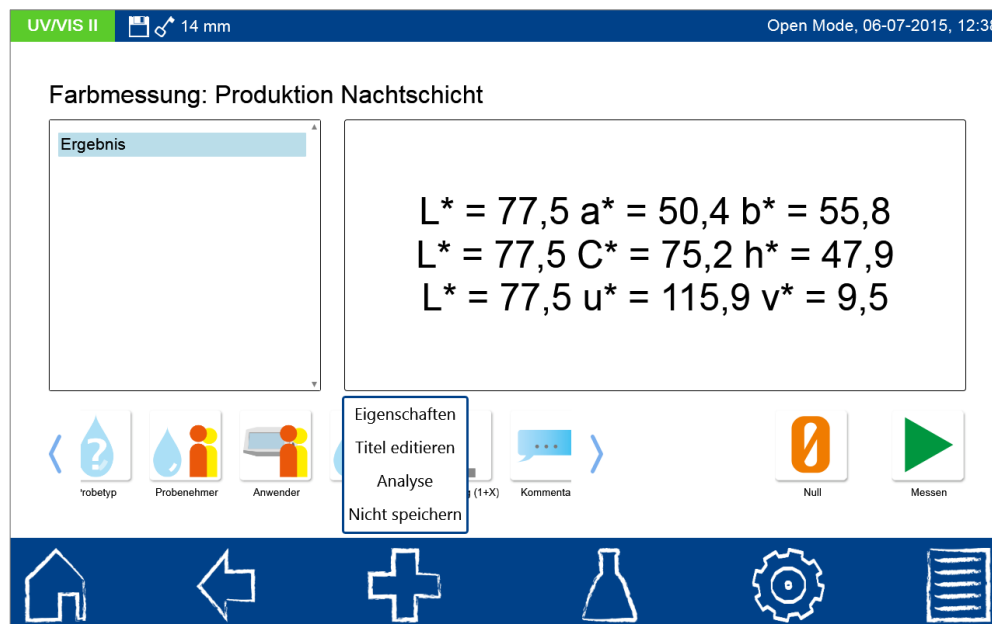 UV/VIS II 14 mm Open Mode, 06-07-2015, 12:38
Farbmessung: Produktion Nachtschicht
Ergebnis
L* = 77,5 a* = 50,4 b* = 55,8
L* = 77,5 C* = 75,2 h* = 47,9
L* = 77,5 u* = 115,9 v* = 9,5
Eigenschaften
Titel editieren
Analyse
Nicht speichern
?
0
robetyp Probenehmer Anwender (1+X) Kommenta Null Messen